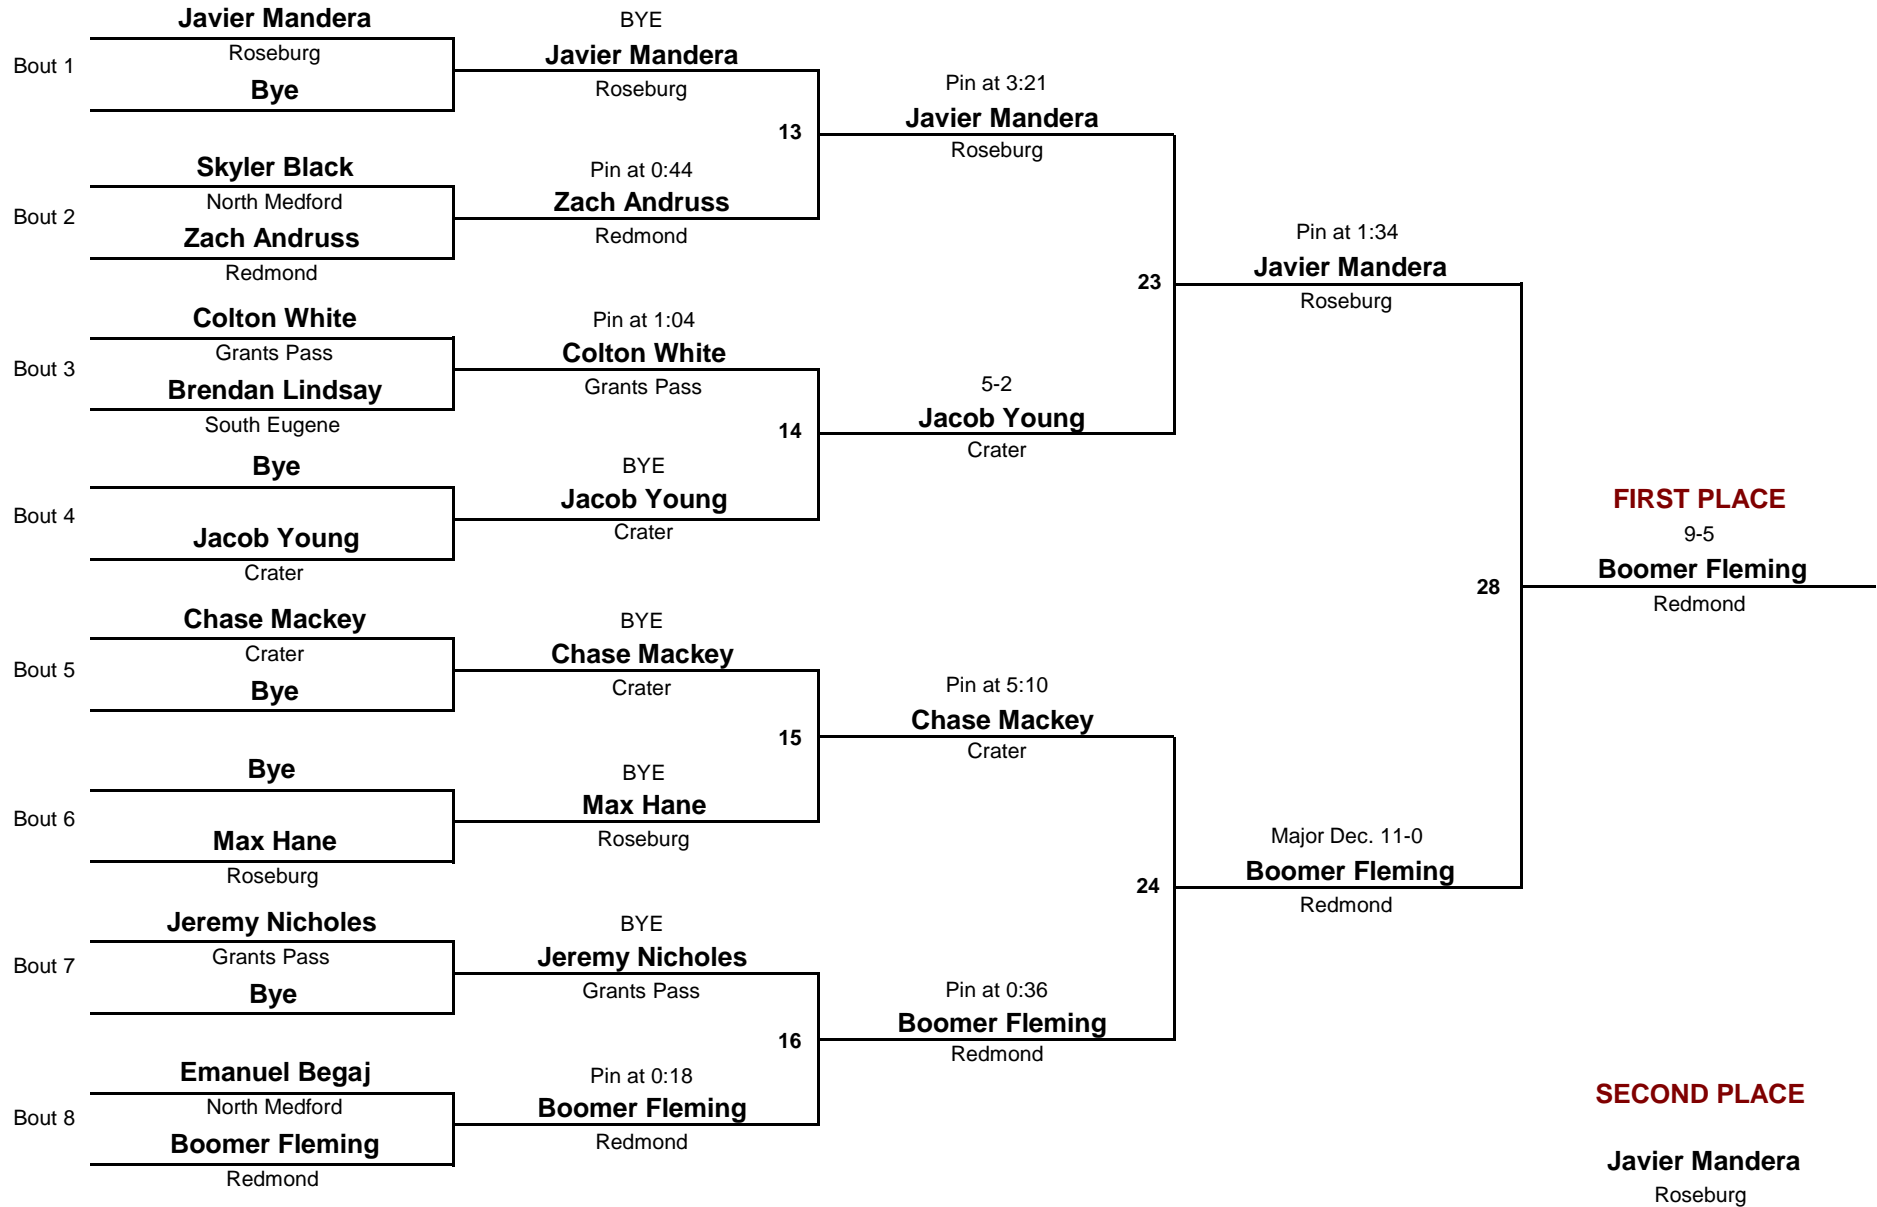 Javier Mandera
Bout 1
Roseburg
Bye
BYE
Javier Mandera
Roseburg
Skyler Black
Bout 2
North Medford
Zach Andruss
Redmond
Pin at 0:44
Zach Andruss
Redmond
13
Pin at 3:21
Javier Mandera
Roseburg
Colton White
Bout 3
Grants Pass
Brendan Lindsay
South Eugene
Pin at 1:04
Colton White
Grants Pass
Bye
Bout 4
Jacob Young
Crater
BYE
Jacob Young
Crater
14
5-2
Jacob Young
Crater
23
Pin at 1:34
Javier Mandera
Roseburg
Chase Mackey
Bout 5
Crater
Bye
BYE
Chase Mackey
Crater
Bye
Bout 6
Max Hane
Roseburg
BYE
Max Hane
Roseburg
15
Pin at 5:10
Chase Mackey
Crater
Jeremy Nicholes
Bout 7
Grants Pass
Bye
BYE
Jeremy Nicholes
Grants Pass
Emanuel Begaj
Bout 8
North Medford
Boomer Fleming
Redmond
Pin at 0:18
Boomer Fleming
Redmond
16
Pin at 0:36
Boomer Fleming
Redmond
24
Major Dec. 11-0
Boomer Fleming
Redmond
28
FIRST PLACE
9-5
Boomer Fleming
Redmond
SECOND PLACE
Javier Mandera
Roseburg